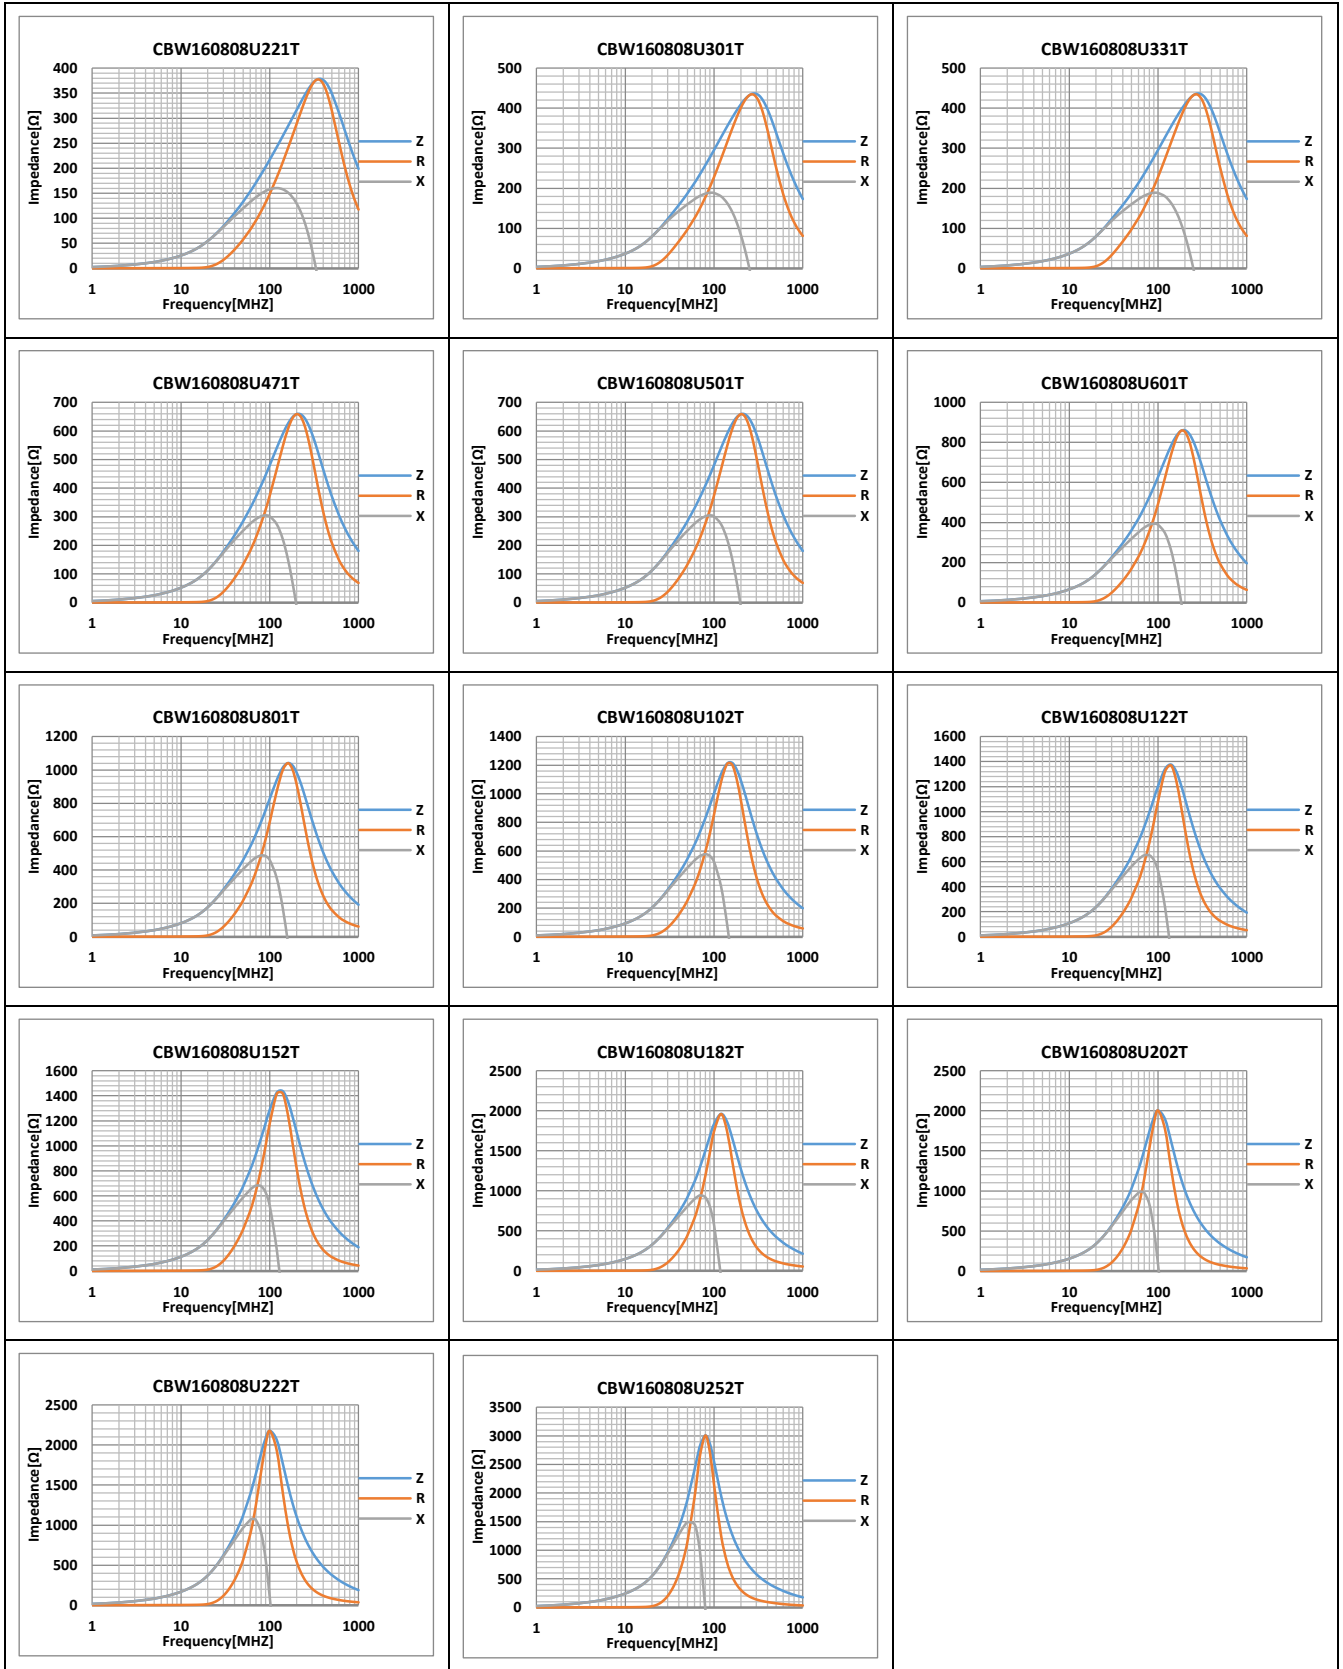 CBW160808U221T
Impedance[Ω]
400
350
300
250
200
150
100
50
0
1 10 100 1000
Frequency[MHZ]
Z
R
X
CBW160808U301T
Impedance[Ω]
500
400
300
200
100
0
1 10 100 1000
Frequency[MHZ]
Z
R
X
CBW160808U331T
Impedance[Ω]
500
400
300
200
100
0
1 10 100 1000
Frequency[MHZ]
Z
R
X
CBW160808U471T
Impedance[Ω]
700
600
500
400
300
200
100
0
1 10 100 1000
Frequency[MHZ]
Z
R
X
CBW160808U501T
Impedance[Ω]
700
600
500
400
300
200
100
0
1 10 100 1000
Frequency[MHZ]
Z
R
X
CBW160808U601T
Impedance[Ω]
1000
800
600
400
200
0
1 10 100 1000
Frequency[MHZ]
Z
R
X
CBW160808U801T
Impedance[Ω]
1200
1000
800
600
400
200
0
1 10 100 1000
Frequency[MHZ]
Z
R
X
CBW160808U102T
Impedance[Ω]
1400
1200
1000
800
600
400
200
0
1 10 100 1000
Frequency[MHZ]
Z
R
X
CBW160808U122T
Impedance[Ω]
1600
1400
1200
1000
800
600
400
200
0
1 10 100 1000
Frequency[MHZ]
Z
R
X
CBW160808U152T
Impedance[Ω]
1600
1400
1200
1000
800
600
400
200
0
1 10 100 1000
Frequency[MHZ]
Z
R
X
CBW160808U182T
Impedance[Ω]
2500
2000
1500
1000
500
0
1 10 100 1000
Frequency[MHZ]
Z
R
X
CBW160808U202T
Impedance[Ω]
2500
2000
1500
1000
500
0
1 10 100 1000
Frequency[MHZ]
Z
R
X
CBW160808U222T
Impedance[Ω]
2500
2000
1500
1000
500
0
1 10 100 1000
Frequency[MHZ]
Z
R
X
CBW160808U252T
Impedance[Ω]
3500
3000
2500
2000
1500
1000
500
0
1 10 100 1000
Frequency[MHZ]
Z
R
X